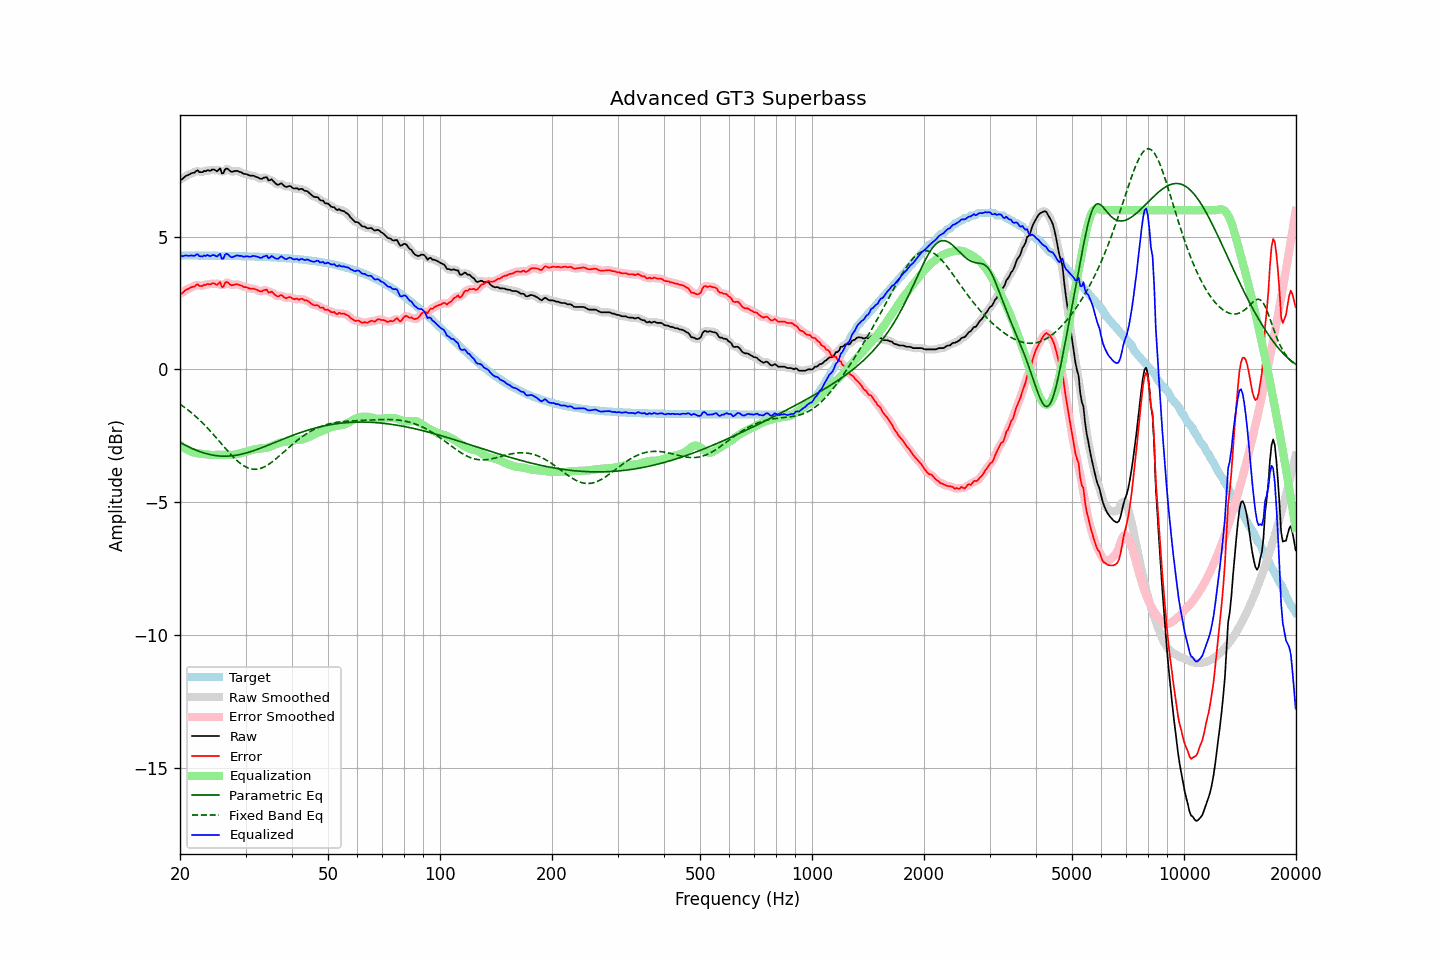 Advanced GT3 Superbass
Amplitude (dBr)
5
0
−5
−10
−15
Target
Raw Smoothed
Error Smoothed
Raw
Error
Equalization
Parametric Eq
Fixed Band Eq
Equalized
20 50 100 200 500 1000 2000 5000 10000 20000
Frequency (Hz)